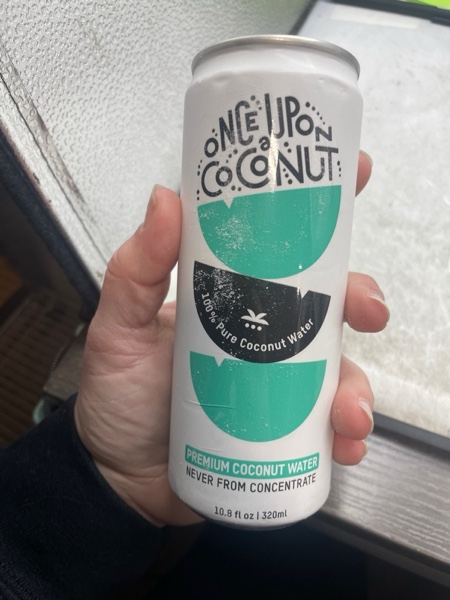 ONCE UPON
a
COCONUT
100% Pure Coconut Water
PREMIUM COCONUT WATER
NEVER FROM CONCENTRATE
10.8 fl oz | 320ml